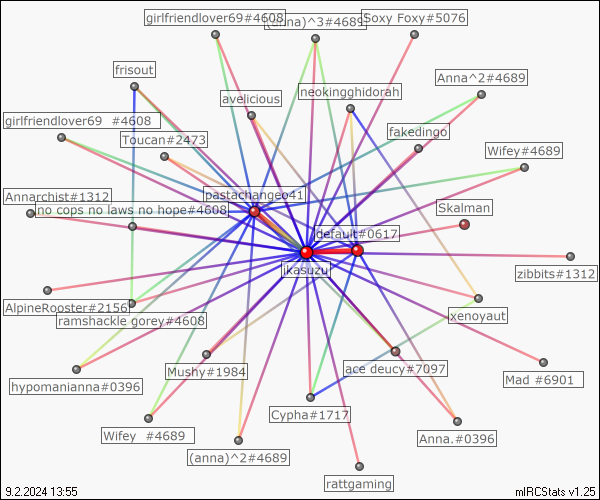 girlfriendlover69#4608
(anna)^3#4689
Soxy Foxy#5076
frisout
Anna^2#4689
avelicious
neokingghidorah
girlfriendlover69  #4608
Toucan#2473
fakedingo
Wifey#4689
Annarchist#1312
pastachangeo41
no cops no laws no hope#4608
Skalman
default#0617
jkasuzu
zibbits#1312
AlpineRooster#2156
ramshackle gorey#4608
xenoyaut
Mushy#1984
ace deucy#7097
hypomanianna#0396
Mad #6901
Cypha#1717
Wifey  #4689
Anna.#0396
(anna)^2#4689
rattgaming
9.2.2024 13:55
mIRCStats v1.25